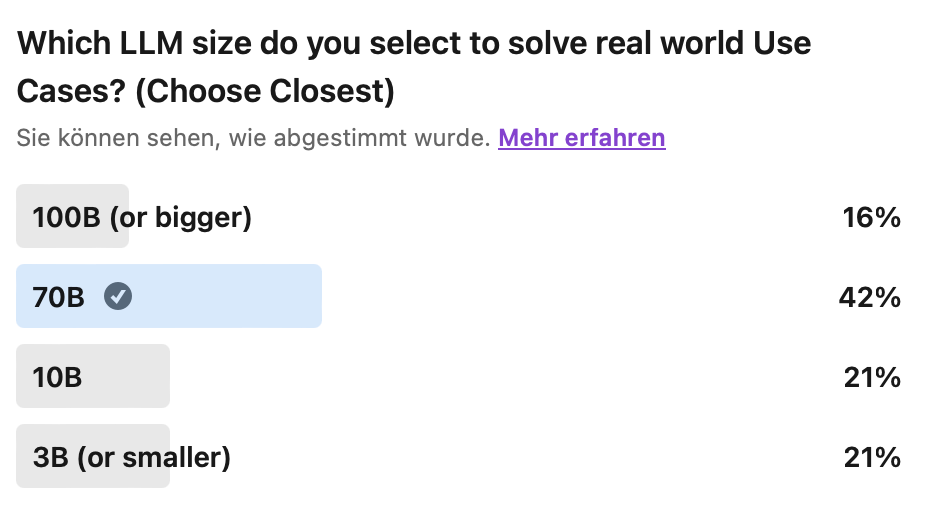 Which LLM size do you select to solve real world Use
Cases? (Choose Closest)
Sie können sehen, wie abgestimmt wurde. Mehr erfahren
100B (or bigger) 16%
70B 42%
10B 21%
3B (or smaller) 21%